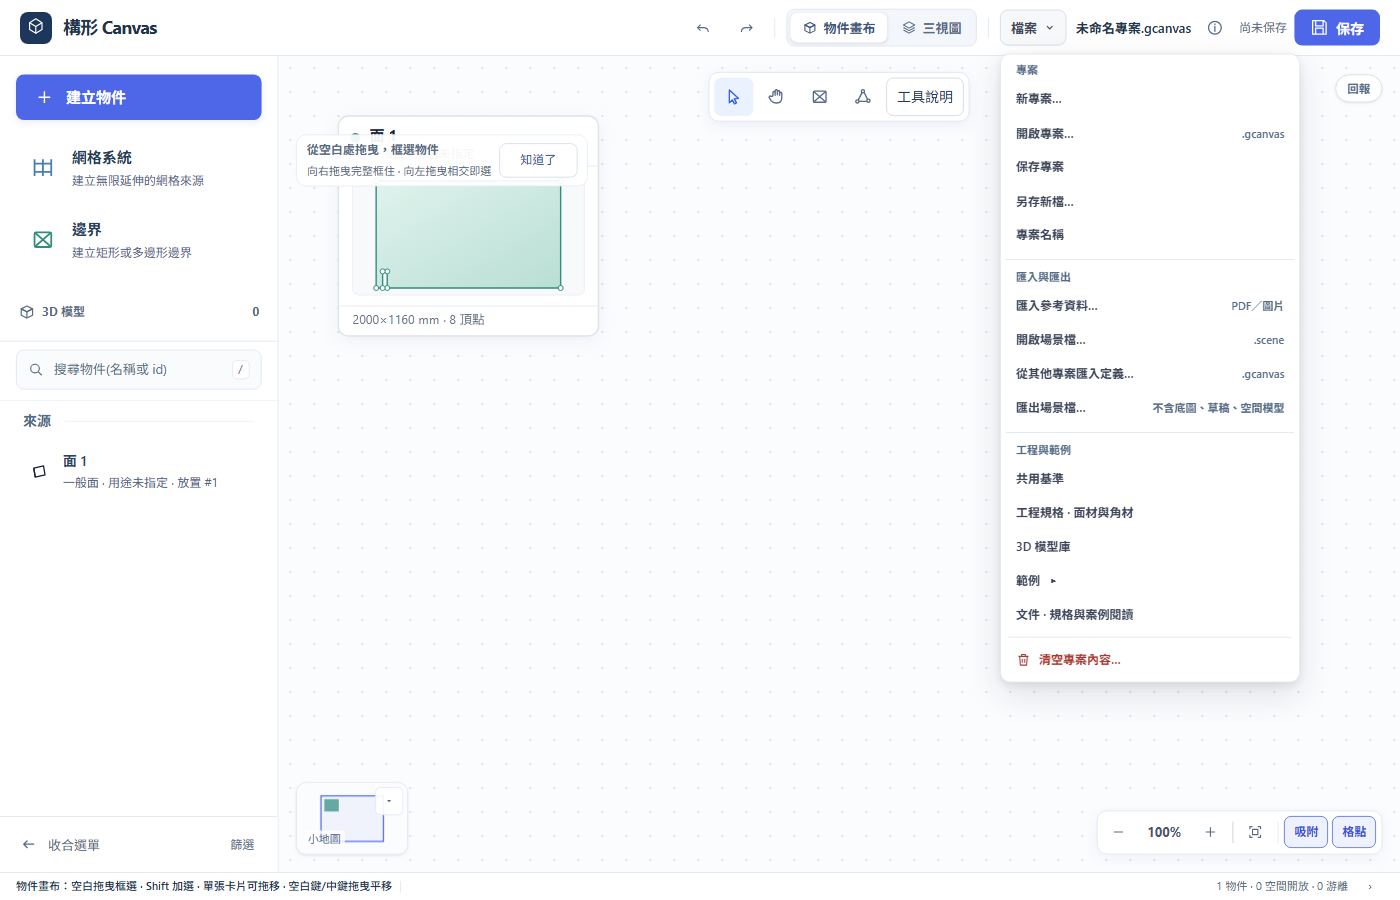 構形 Canvas
物件畫布
三視圖
檔案
未命名專案.gcanvas
尚未保存
保存
建立物件
網格系統
建立無限延伸的網格來源
邊界
建立矩形或多邊形邊界
3D 模型
0
搜尋物件(名稱或 id)
/
來源
面 1
一般面 · 用途未指定 · 放置 #1
收合選單
篩選
工具說明
回報
面 1
從空白處拖曳，框選物件
向右拖曳完整框住 · 向左拖曳相交即選
知道了
2000×1160 mm · 8 頂點
專案
新專案...
開啟專案...
.gcanvas
保存專案
另存新檔...
專案名稱
匯入與匯出
匯入參考資料...
PDF／圖片
開啟場景檔...
.scene
從其他專案匯入定義...
.gcanvas
匯出場景檔...
不含底圖、草稿、空間模型
工程與範例
共用基準
工程規格 · 面材與角材
3D 模型庫
範例
文件 · 規格與案例閱讀
清空專案內容...
小地圖
100%
吸附
格點
物件畫布：空白拖曳框選 · Shift 加選 · 單張卡片可拖移 · 空白鍵/中鍵拖曳平移
1 物件 · 0 空間開放 · 0 游離